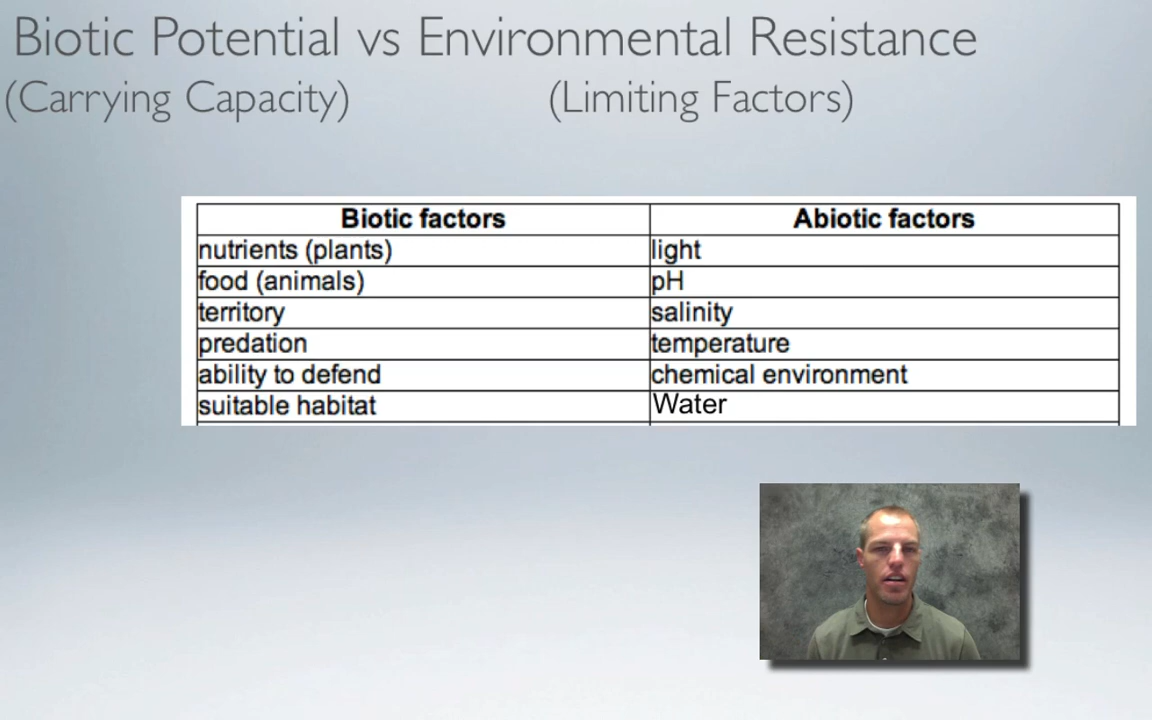 Biotic Potential vs Environmental Resistance
(Carrying Capacity) (Limiting Factors)
Biotic factors Abiotic factors
nutrients (plants) light
food (animals) pH
territory salinity
predation temperature
ability to defend chemical environment
suitable habitat Water